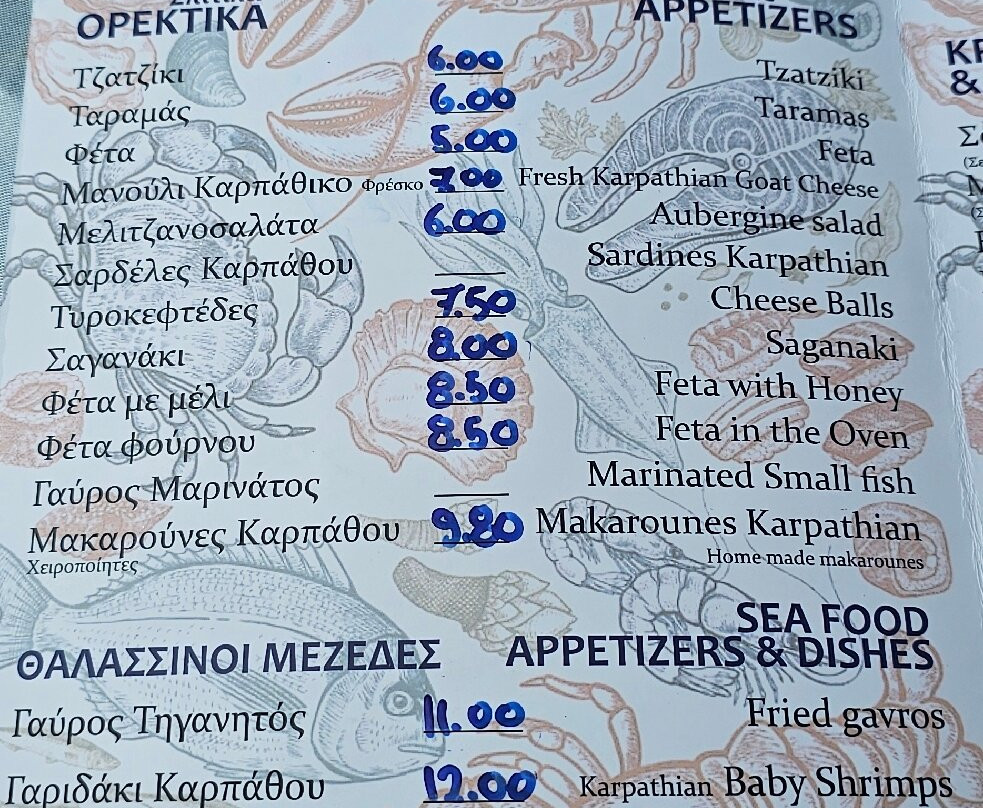 ΟΡΕΚΤΙΚΑ APPETIZERS
Τζατζίκι 6.00 Tzatziki
Ταραμάς 6.00 Taramas
Φέτα 5.00 Feta
Μανούλι Καρπάθικο Φρέσκο 7.00 Fresh Karpathian Goat Cheese
Μελιτζανοσαλάτα 6.00 Aubergine salad
Σαρδέλες Καρπάθου Sardines Karpathian
Τυροκεφτέδες 7.50 Cheese Balls
Σαγανάκι 8.00 Saganaki
Φέτα με μέλι 8.50 Feta with Honey
Φέτα φούρνου 8.50 Feta in the Oven
Γαύρος Μαρινάτος Marinated Small fish
Μακαρούνες Καρπάθου 9.80 Makarounes Karpathian
Χειροποίητες Home made makarounes
ΘΑΛΑΣΣΙΝΟΙ ΜΕΖΕΔΕΣ SEA FOOD
APPETIZERS & DISHES
Γαύρος Τηγανητός 11.00 Fried gavros
Γαριδάκι Καρπάθου 12.00 Karpathian Baby Shrimps
&